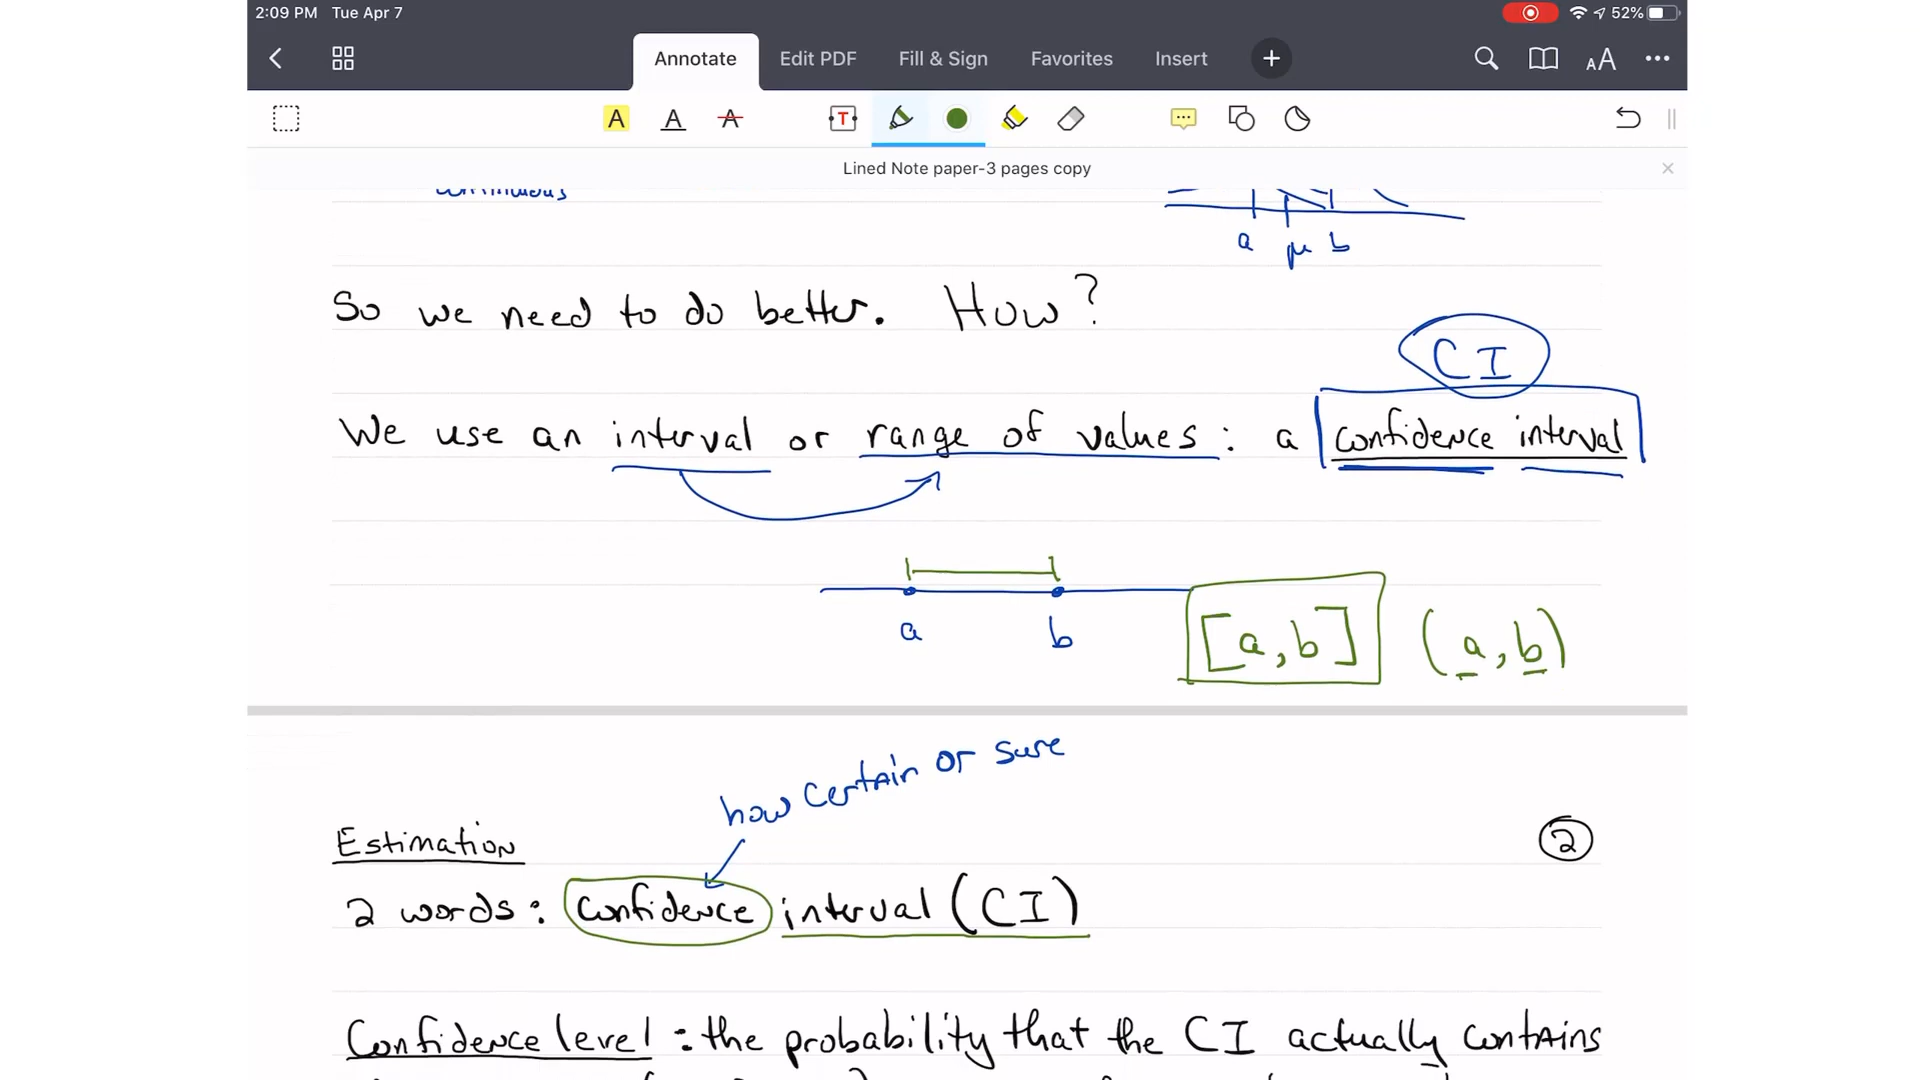 2:09 PM Tue Apr 7
52%
Annotate Edit PDF Fill & Sign Favorites Insert
AA
A A A T
Lined Note paper-3 pages copy
continuous
a μ b
So we need to do better. How?
CI
We use an interval or range of values: a confidence interval
a b
[a,b] (a,b)
how certain or sure
Estimation
2
2 words: Confidence interval (CI)
Confidence level: the probability that the CI actually contains